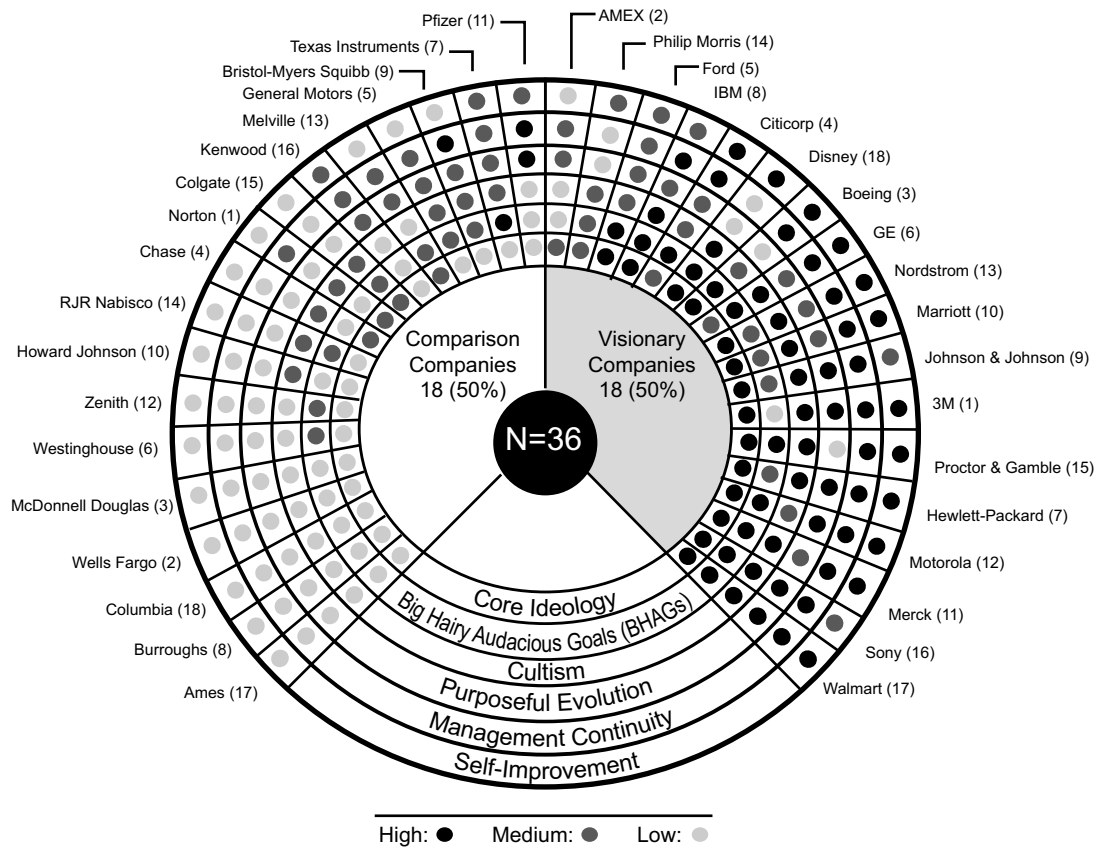 Pfizer (11)
AMEX (2)
Texas Instruments (7)
Philip Morris (14)
Bristol-Myers Squibb (9)
Ford (5)
General Motors (5)
IBM (8)
Melville (13)
Citicorp (4)
Kenwood (16)
Disney (18)
Colgate (15)
Boeing (3)
Norton (1)
GE (6)
Chase (4)
Nordstrom (13)
RJR Nabisco (14)
Marriott (10)
Howard Johnson (10)
Johnson & Johnson (9)
Zenith (12)
3M (1)
Westinghouse (6)
Proctor & Gamble (15)
McDonnell Douglas (3)
Hewlett-Packard (7)
Wells Fargo (2)
Motorola (12)
Columbia (18)
Merck (11)
Burroughs (8)
Sony (16)
Ames (17)
Walmart (17)
Comparison
Companies
18 (50%)
Visionary
Companies
18 (50%)
N=36
Core Ideology
Big Hairy Audacious Goals (BHAGs)
Cultism
Purposeful Evolution
Management Continuity
Self-Improvement
High: Medium: Low: